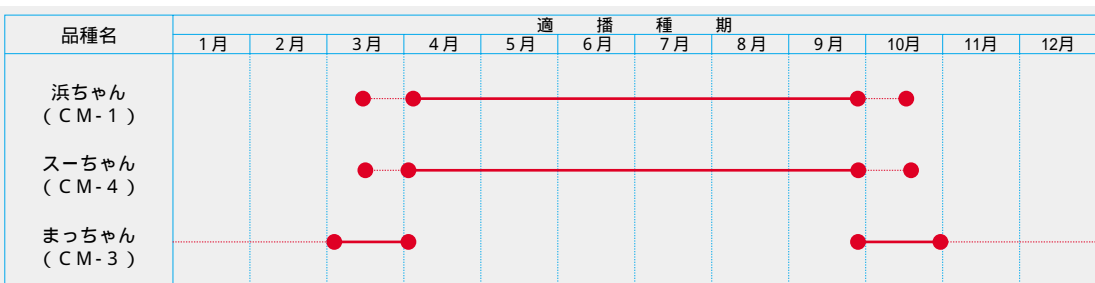 品種名
適播種期
1月 2月 3月 4月 5月 6月 7月 8月 9月 10月 11月 12月
浜ちゃん
(CM-1)
スーちゃん
(CM-4)
まっちゃん
(CM-3)